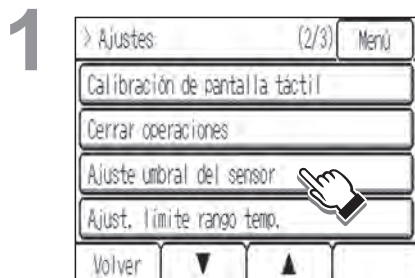 1
> Ajustes (2/3) Menú
Calibración de pantalla táctil
Cerrar operaciones
Ajuste umbral del sensor
Ajust. límite rango temp.
Volver ▼ ▲